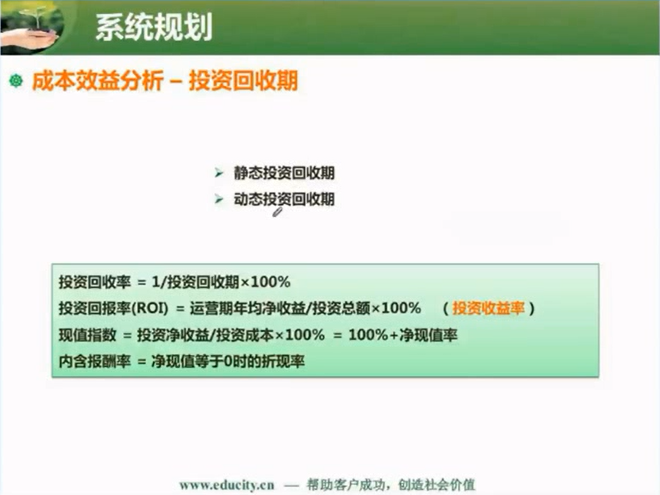 系统规划
成本效益分析 – 投资回收期
静态投资回收期
动态投资回收期
投资回收率 = 1/投资回收期×100%
投资回报率(ROI) = 运营期年均净收益/投资总额×100% （投资收益率）
现值指数 = 投资净收益/投资成本×100% = 100%+净现值率
内含报酬率 = 净现值等于0时的折现率
www.educity.cn — 帮助客户成功，创造社会价值